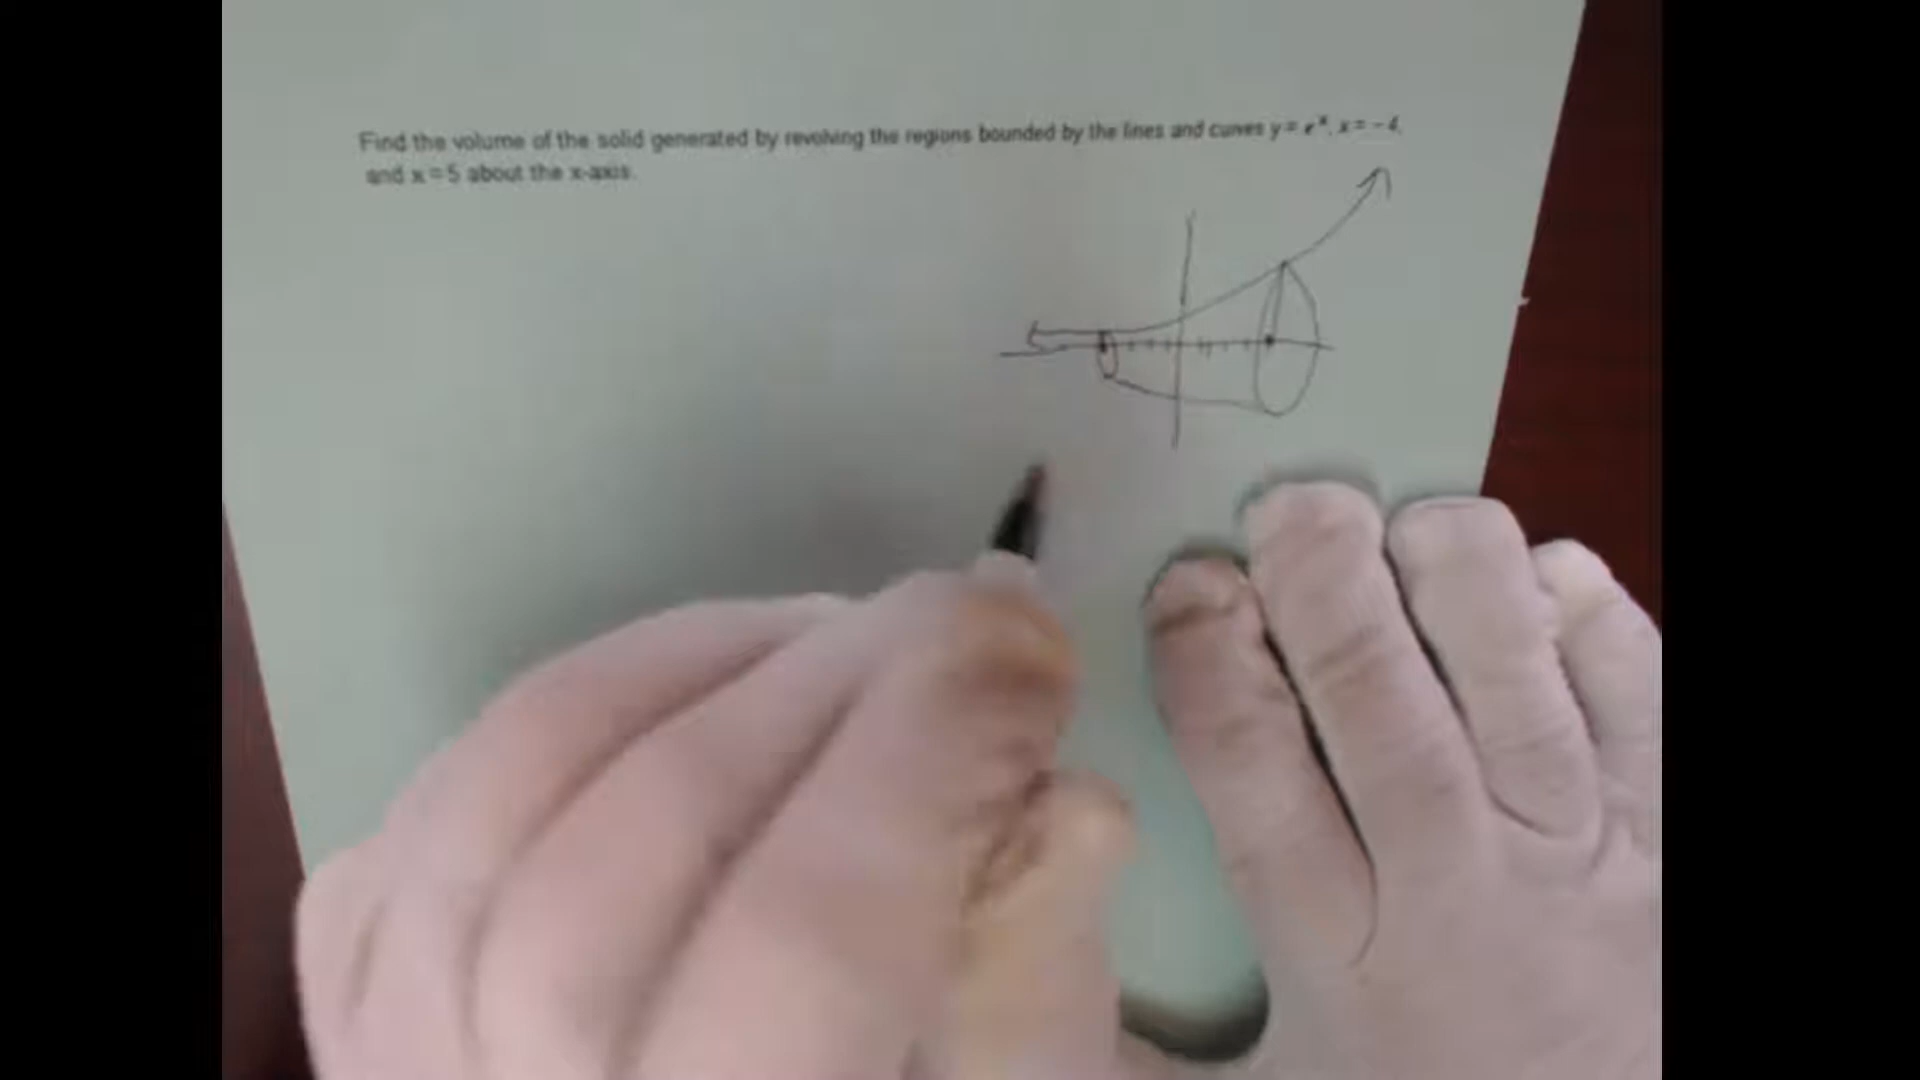 Find the volume of the solid generated by revolving the regions bounded by the lines and curves y = eˣ, x = − 4,
and x = 5 about the x-axis.